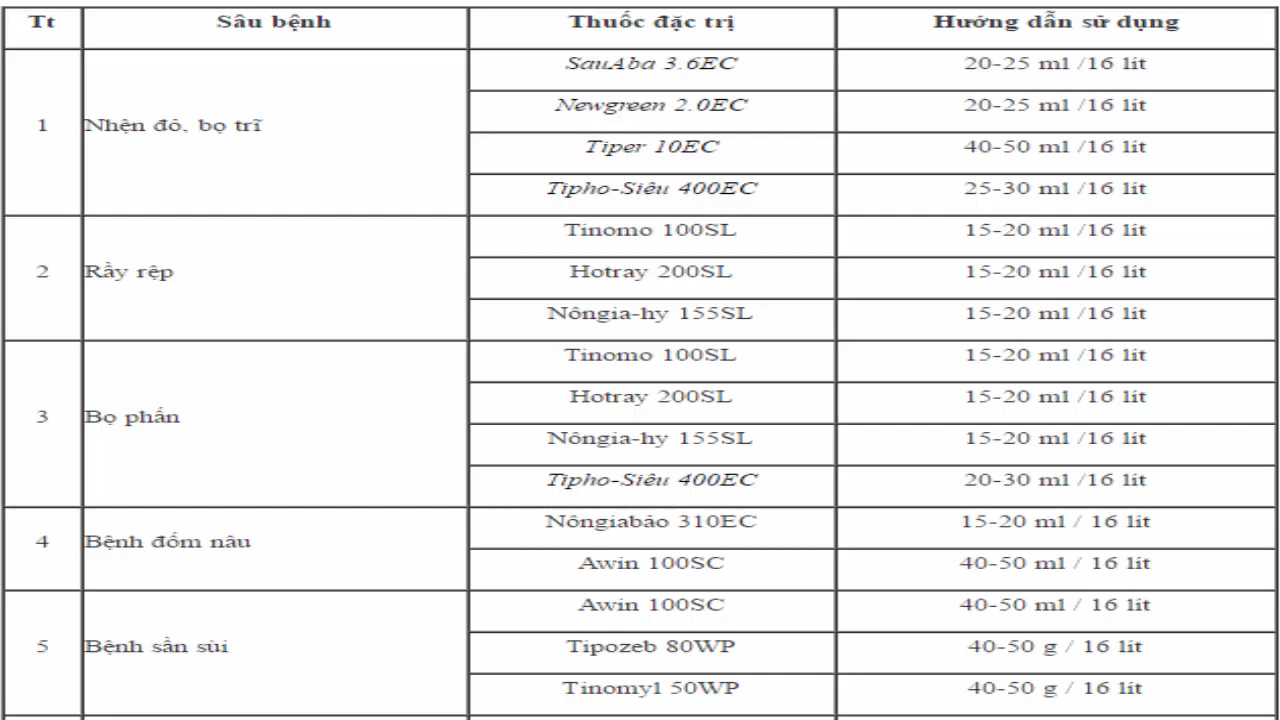 Tt Sâu bệnh Thuốc đặc trị Hướng dẫn sử dụng
1 Nhện đỏ, bọ trĩ SauAba 3.6EC 20-25 ml /16 lít
Newgreen 2.0EC 20-25 ml /16 lít
Tiper 10EC 40-50 ml /16 lít
Tipho-Siêu 400EC 25-30 ml /16 lít
2 Rầy rệp Tinomo 100SL 15-20 ml /16 lít
Hotray 200SL 15-20 ml /16 lít
Nôngia-hy 155SL 15-20 ml /16 lít
3 Bọ phấn Tinomo 100SL 15-20 ml /16 lít
Hotray 200SL 15-20 ml /16 lít
Nôngia-hy 155SL 15-20 ml /16 lít
Tipho-Siêu 400EC 20-30 ml /16 lít
4 Bệnh đốm nâu Nôngiabảo 310EC 15-20 ml / 16 lít
Awin 100SC 40-50 ml / 16 lít
5 Bệnh sần sùi Awin 100SC 40-50 ml / 16 lít
Tipozeb 80WP 40-50 g / 16 lít
Tinomyl 50WP 40-50 g / 16 lít